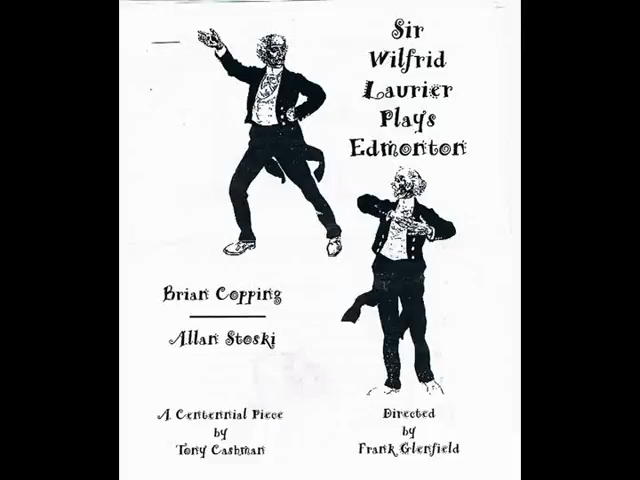 Sir
Wilfrid
Laurier
Plays
Edmonton
Brian Copping
Allan Stoski
A Centennial Piece
by
Tony Cashman
Directed
by
Frank Glenfield